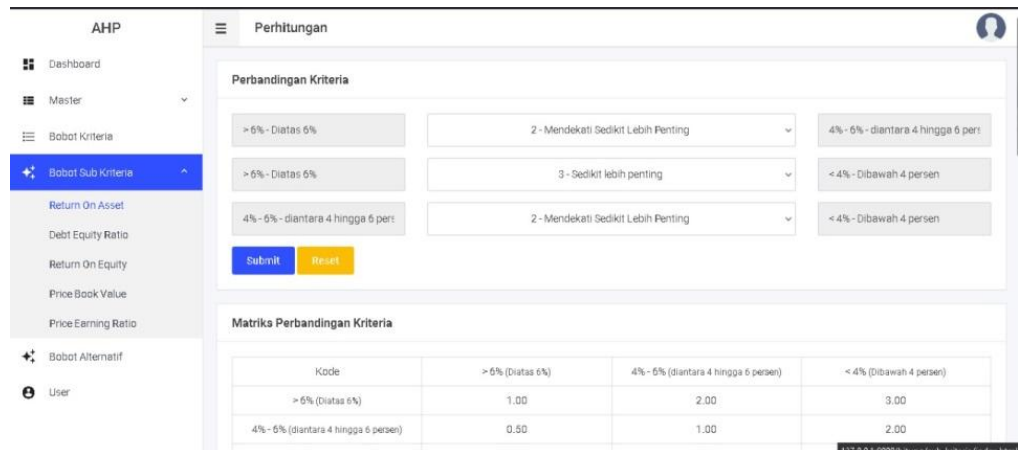 AHP
Perhitungan
Dashboard
Master
Bobot Kriteria
Bobot Sub Kriteria
Return On Asset
Debt Equity Ratio
Return On Equity
Price Book Value
Price Earning Ratio
Bobot Alternatif
User
Perbandingan Kriteria
> 6% - Diatas 6% 2 - Mendekati Sedikit Lebih Penting 4% - 6% - diantara 4 hingga 6 pers
> 6% - Diatas 6% 3 - Sedikit lebih penting < 4% - Dibawah 4 persen
4% - 6% - diantara 4 hingga 6 pers 2 - Mendekati Sedikit Lebih Penting < 4% - Dibawah 4 persen
Submit Reset
Matriks Perbandingan Kriteria
Kode > 6% (Diatas 6%) 4% - 6% (diantara 4 hingga 6 persen) < 4% (Dibawah 4 persen)
> 6% (Diatas 6%) 1.00 2.00 3.00
4% - 6% (diantara 4 hingga 6 persen) 0.50 1.00 2.00